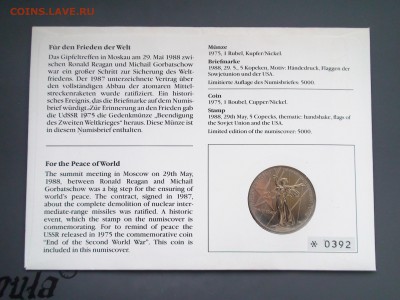 COINS.LAVE.RU
Für den Frieden der Welt
Das Gipfeltreffen in Moskau am 29. Mai 1988 zwi-
schen Ronald Reagan und Michail Gorbatschow
war ein großer Schritt zur Sicherung des Welt-
friedens. Der 1987 unterzeichnete Vertrag über
den vollständigen Abbau der atomaren Mittel-
streckenraketen wurde ratifiziert. Ein histori-
sches Ereignis, das die Briefmarke auf dem Numis-
brief würdigt. Zur Erinnerung an den Frieden gab
die UdSSR 1975 die Gedenkmünze „Beendigung
des Zweiten Weltkrieges" heraus. Diese Münze ist
in diesem Numisbrief enthalten.
For the Peace of World
The summit meeting in Moscow on 29th May,
1988, between Ronald Reagan and Michail
Gorbatschow was a big step for the ensuring of
world's peace. The contract, signed in 1987,
about the complete demolition of nuclear inter-
mediate-range missiles was ratified. A historic
event, which the stamp on the numiscover is
commemorating. For to remind of peace the
USSR released in 1975 the commemorative coin
"End of the Second World War". This coin is
included in this numiscover.
Münze
1975, 1 Rubel, Kupfer/Nickel.
Briefmarke
1988, 29. 5., 5 Kopeken, Motiv: Händedruck, Flaggen der
Sowjetunion und der USA.
Limitierte Auflage des Numisbriefes: 5000.
Coin
1975, 1 Roubel, Cupper/Nickel.
Stamp
1988, 29th May, 5 Copecks, thematic: handshake, flags of
the Soviet Union and the USA.
Limited edition of the numiscover: 5000.
✻ 0392